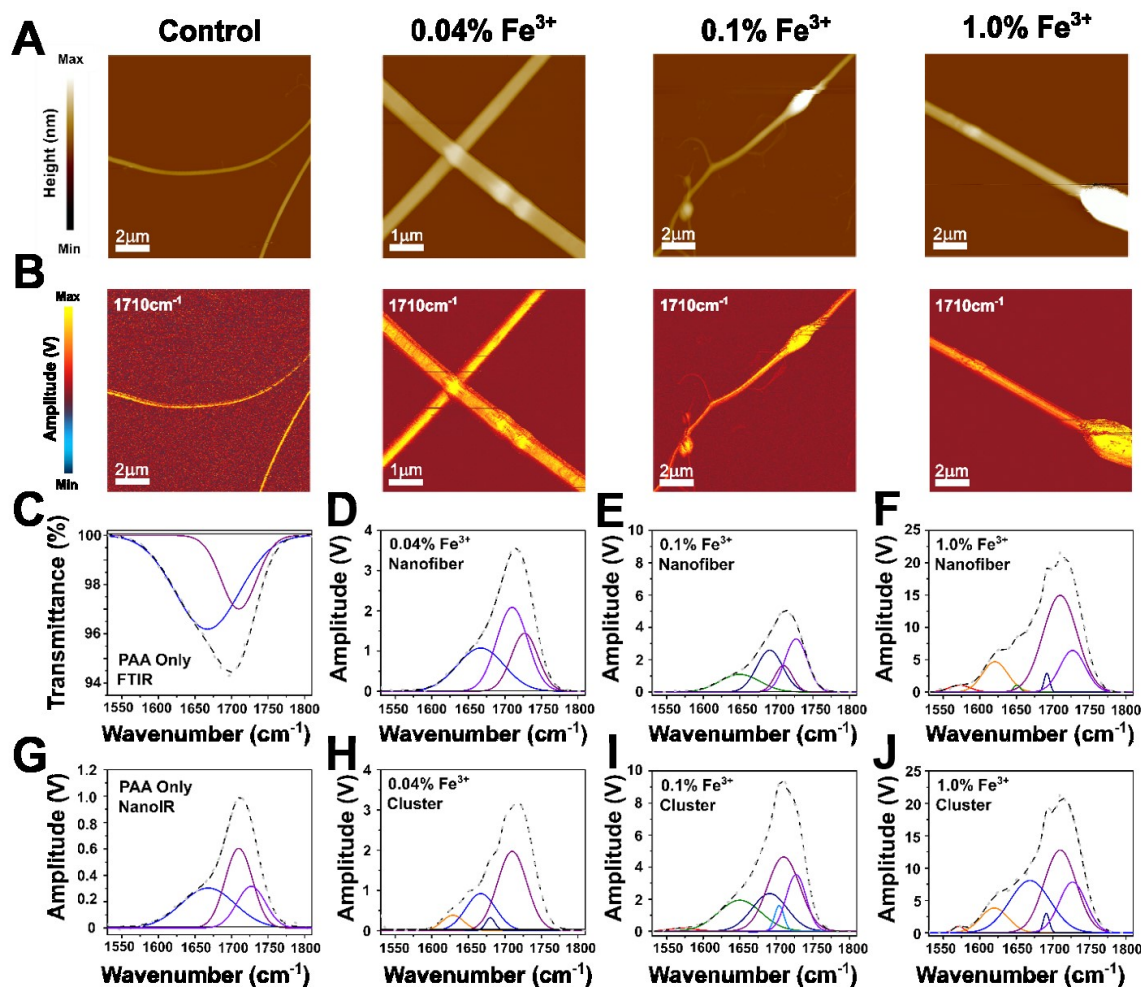 Control
0.04% Fe³⁺
0.1% Fe³⁺
1.0% Fe³⁺
A
Max
Height (nm)
Min
2μm
1μm
2μm
2μm
B
Max
Amplitude (V)
Min
1710cm⁻¹
1710cm⁻¹
1710cm⁻¹
1710cm⁻¹
2μm
1μm
2μm
2μm
C
Transmittance (%)
100
98
96
94
PAA Only
FTIR
1550 1600 1650 1700 1750 1800
Wavenumber (cm⁻¹)
D
Amplitude (V)
4
3
2
1
0
0.04% Fe³⁺
Nanofiber
1550 1600 1650 1700 1750 1800
Wavenumber (cm⁻¹)
E
Amplitude (V)
10
8
6
4
2
0
0.1% Fe³⁺
Nanofiber
1550 1600 1650 1700 1750 1800
Wavenumber (cm⁻¹)
F
Amplitude (V)
25
20
15
10
5
0
1.0% Fe³⁺
Nanofiber
1550 1600 1650 1700 1750 1800
Wavenumber (cm⁻¹)
G
Amplitude (V)
1.2
1.0
0.8
0.6
0.4
0.2
0.0
PAA Only
NanoIR
1550 1600 1650 1700 1750 1800
Wavenumber (cm⁻¹)
H
Amplitude (V)
4
3
2
1
0
0.04% Fe³⁺
Cluster
1550 1600 1650 1700 1750 1800
Wavenumber (cm⁻¹)
I
Amplitude (V)
10
8
6
4
2
0
0.1% Fe³⁺
Cluster
1550 1600 1650 1700 1750 1800
Wavenumber (cm⁻¹)
J
Amplitude (V)
25
20
15
10
5
0
1.0% Fe³⁺
Cluster
1550 1600 1650 1700 1750 1800
Wavenumber (cm⁻¹)